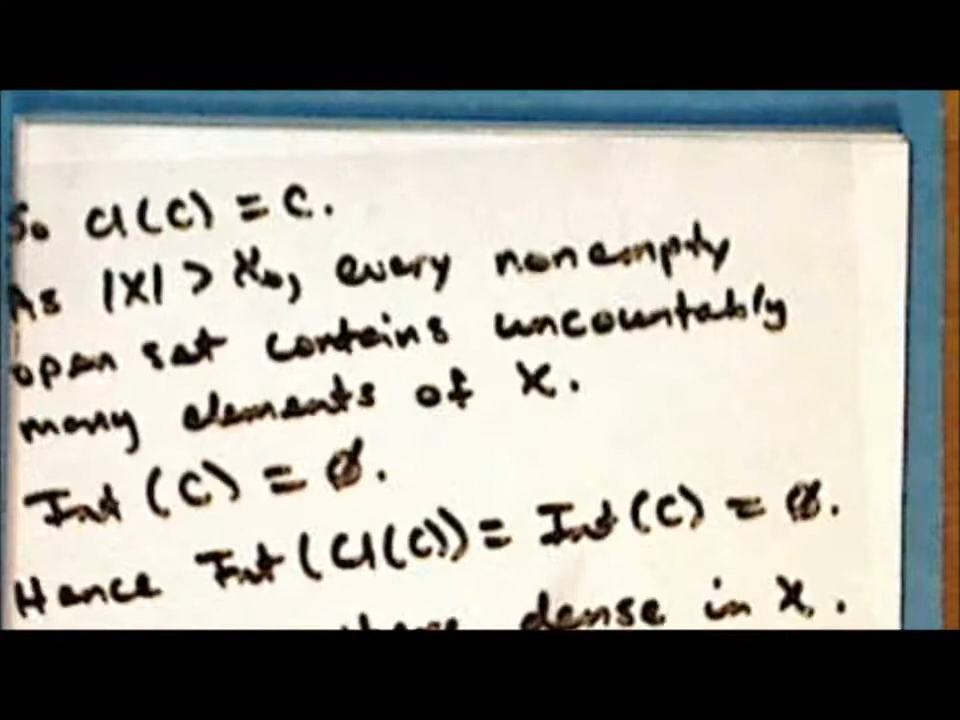 So Cl(C) = C.
As |X| > ℵ₀, every nonempty
open set contains uncountably
many elements of X.
Int (C) = ∅.
Hence Int (Cl(C)) = Int (C) = ∅.
dense in X.